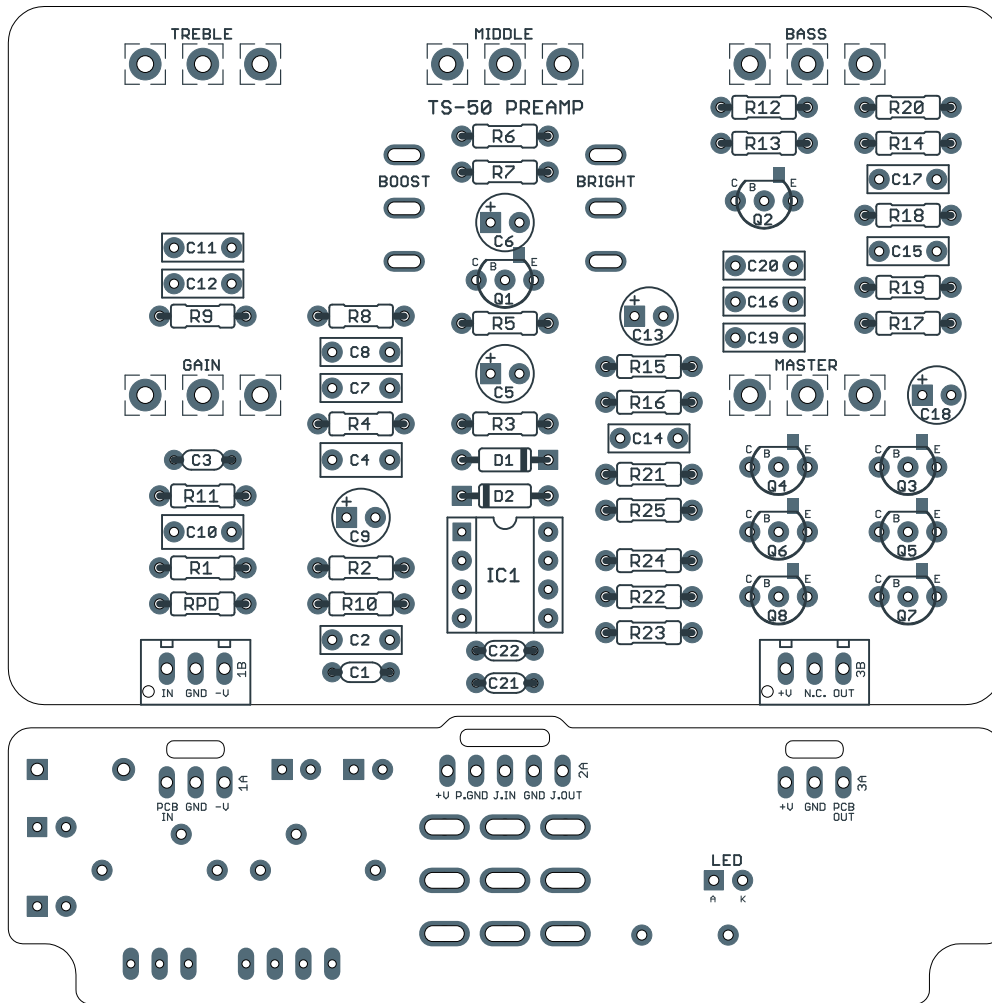 TREBLE MIDDLE BASS
TS-50 PREAMP
R12 R20
R6
R13 R14
R7
BOOST BRIGHT
C17
C B E
Q2
R18
+
C6
C11
C15
C B E
Q1
C20
C12
R19
C16
R9 R8 R5
+
C13
R17
C19
C8
GAIN
R15
MASTER
+
C5
C7
+
C18
R16
R4 R3
C14
C3 C4 D1
R21
C B E
Q4
C B E
Q3
R11 D2
R25
+
C9
C10
C B E
Q6
C B E
Q5
R24
R1 R2 IC1
R22
C B E
Q8
C B E
Q7
RPD R10
R23
C2
C22
C1
C21
IN GND -V 1B
+V N.C. OUT 3B
1A
PCB IN GND -V
2A
+V P.GND J.IN GND J.OUT
3A
+V GND PCB OUT
LED
A K